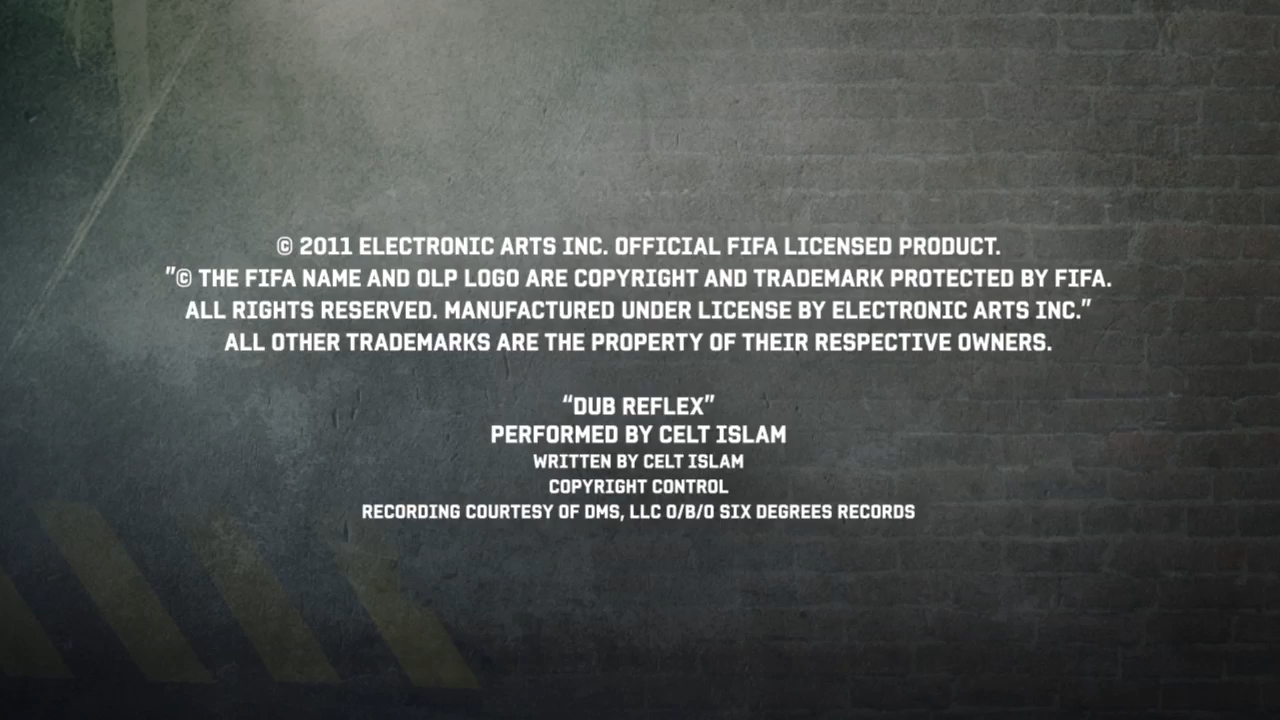 © 2011 ELECTRONIC ARTS INC. OFFICIAL FIFA LICENSED PRODUCT.
"© THE FIFA NAME AND OLP LOGO ARE COPYRIGHT AND TRADEMARK PROTECTED BY FIFA.
ALL RIGHTS RESERVED. MANUFACTURED UNDER LICENSE BY ELECTRONIC ARTS INC."
ALL OTHER TRADEMARKS ARE THE PROPERTY OF THEIR RESPECTIVE OWNERS.
“DUB REFLEX”
PERFORMED BY CELT ISLAM
WRITTEN BY CELT ISLAM
COPYRIGHT CONTROL
RECORDING COURTESY OF DMS, LLC O/B/O SIX DEGREES RECORDS